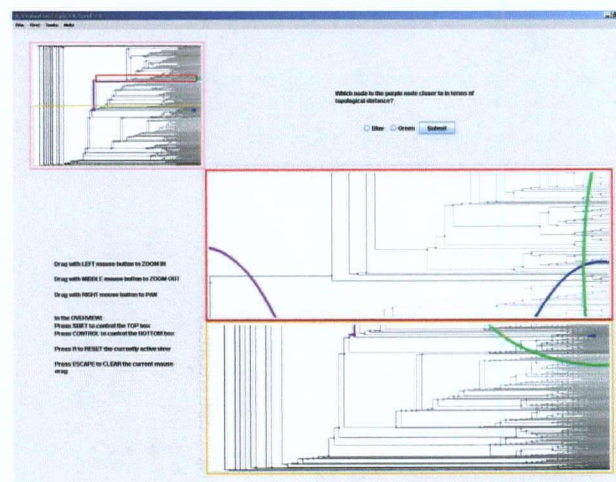 Which node is the purple node closer to in terms of
topological distance?
Blue Green Submit
Drag with LEFT mouse button to ZOOM IN
Drag with MIDDLE mouse button to ZOOM OUT
Drag with RIGHT mouse button to PAN
In the OVERVIEW:
Press SHIFT to control the TOP box
Press CONTROL to control the BOTTOM box
Press R to RESET the currently active view
Press ESCAPE to CLEAR the current mouse
drag